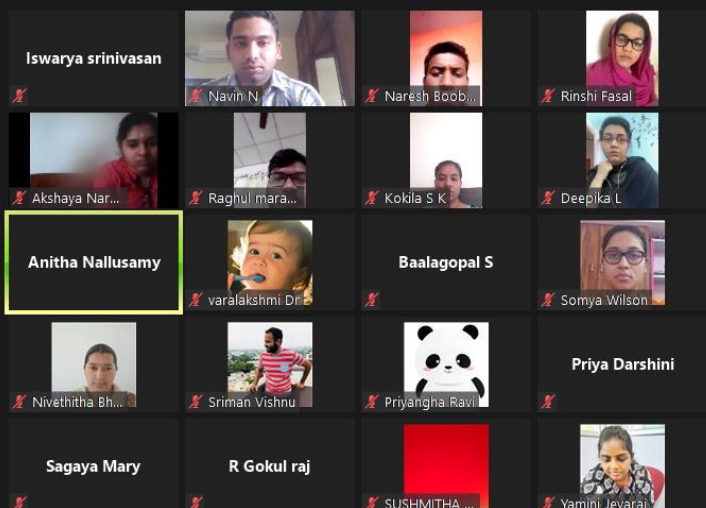 Iswarya srinivasan
Navin N
Naresh Boob...
Rinshi Fasal
Akshaya Nar...
Raghul mara...
Kokila S K
Deepika L
Anitha Nallusamy
varalakshmi Dr
Baalagopal S
Somya Wilson
Nivethitha Bh...
Sriman Vishnu
Priyangha Ravi
Priya Darshini
Sagaya Mary
R Gokul raj
SUSHMITHA ...
Yamini Jeyaraj